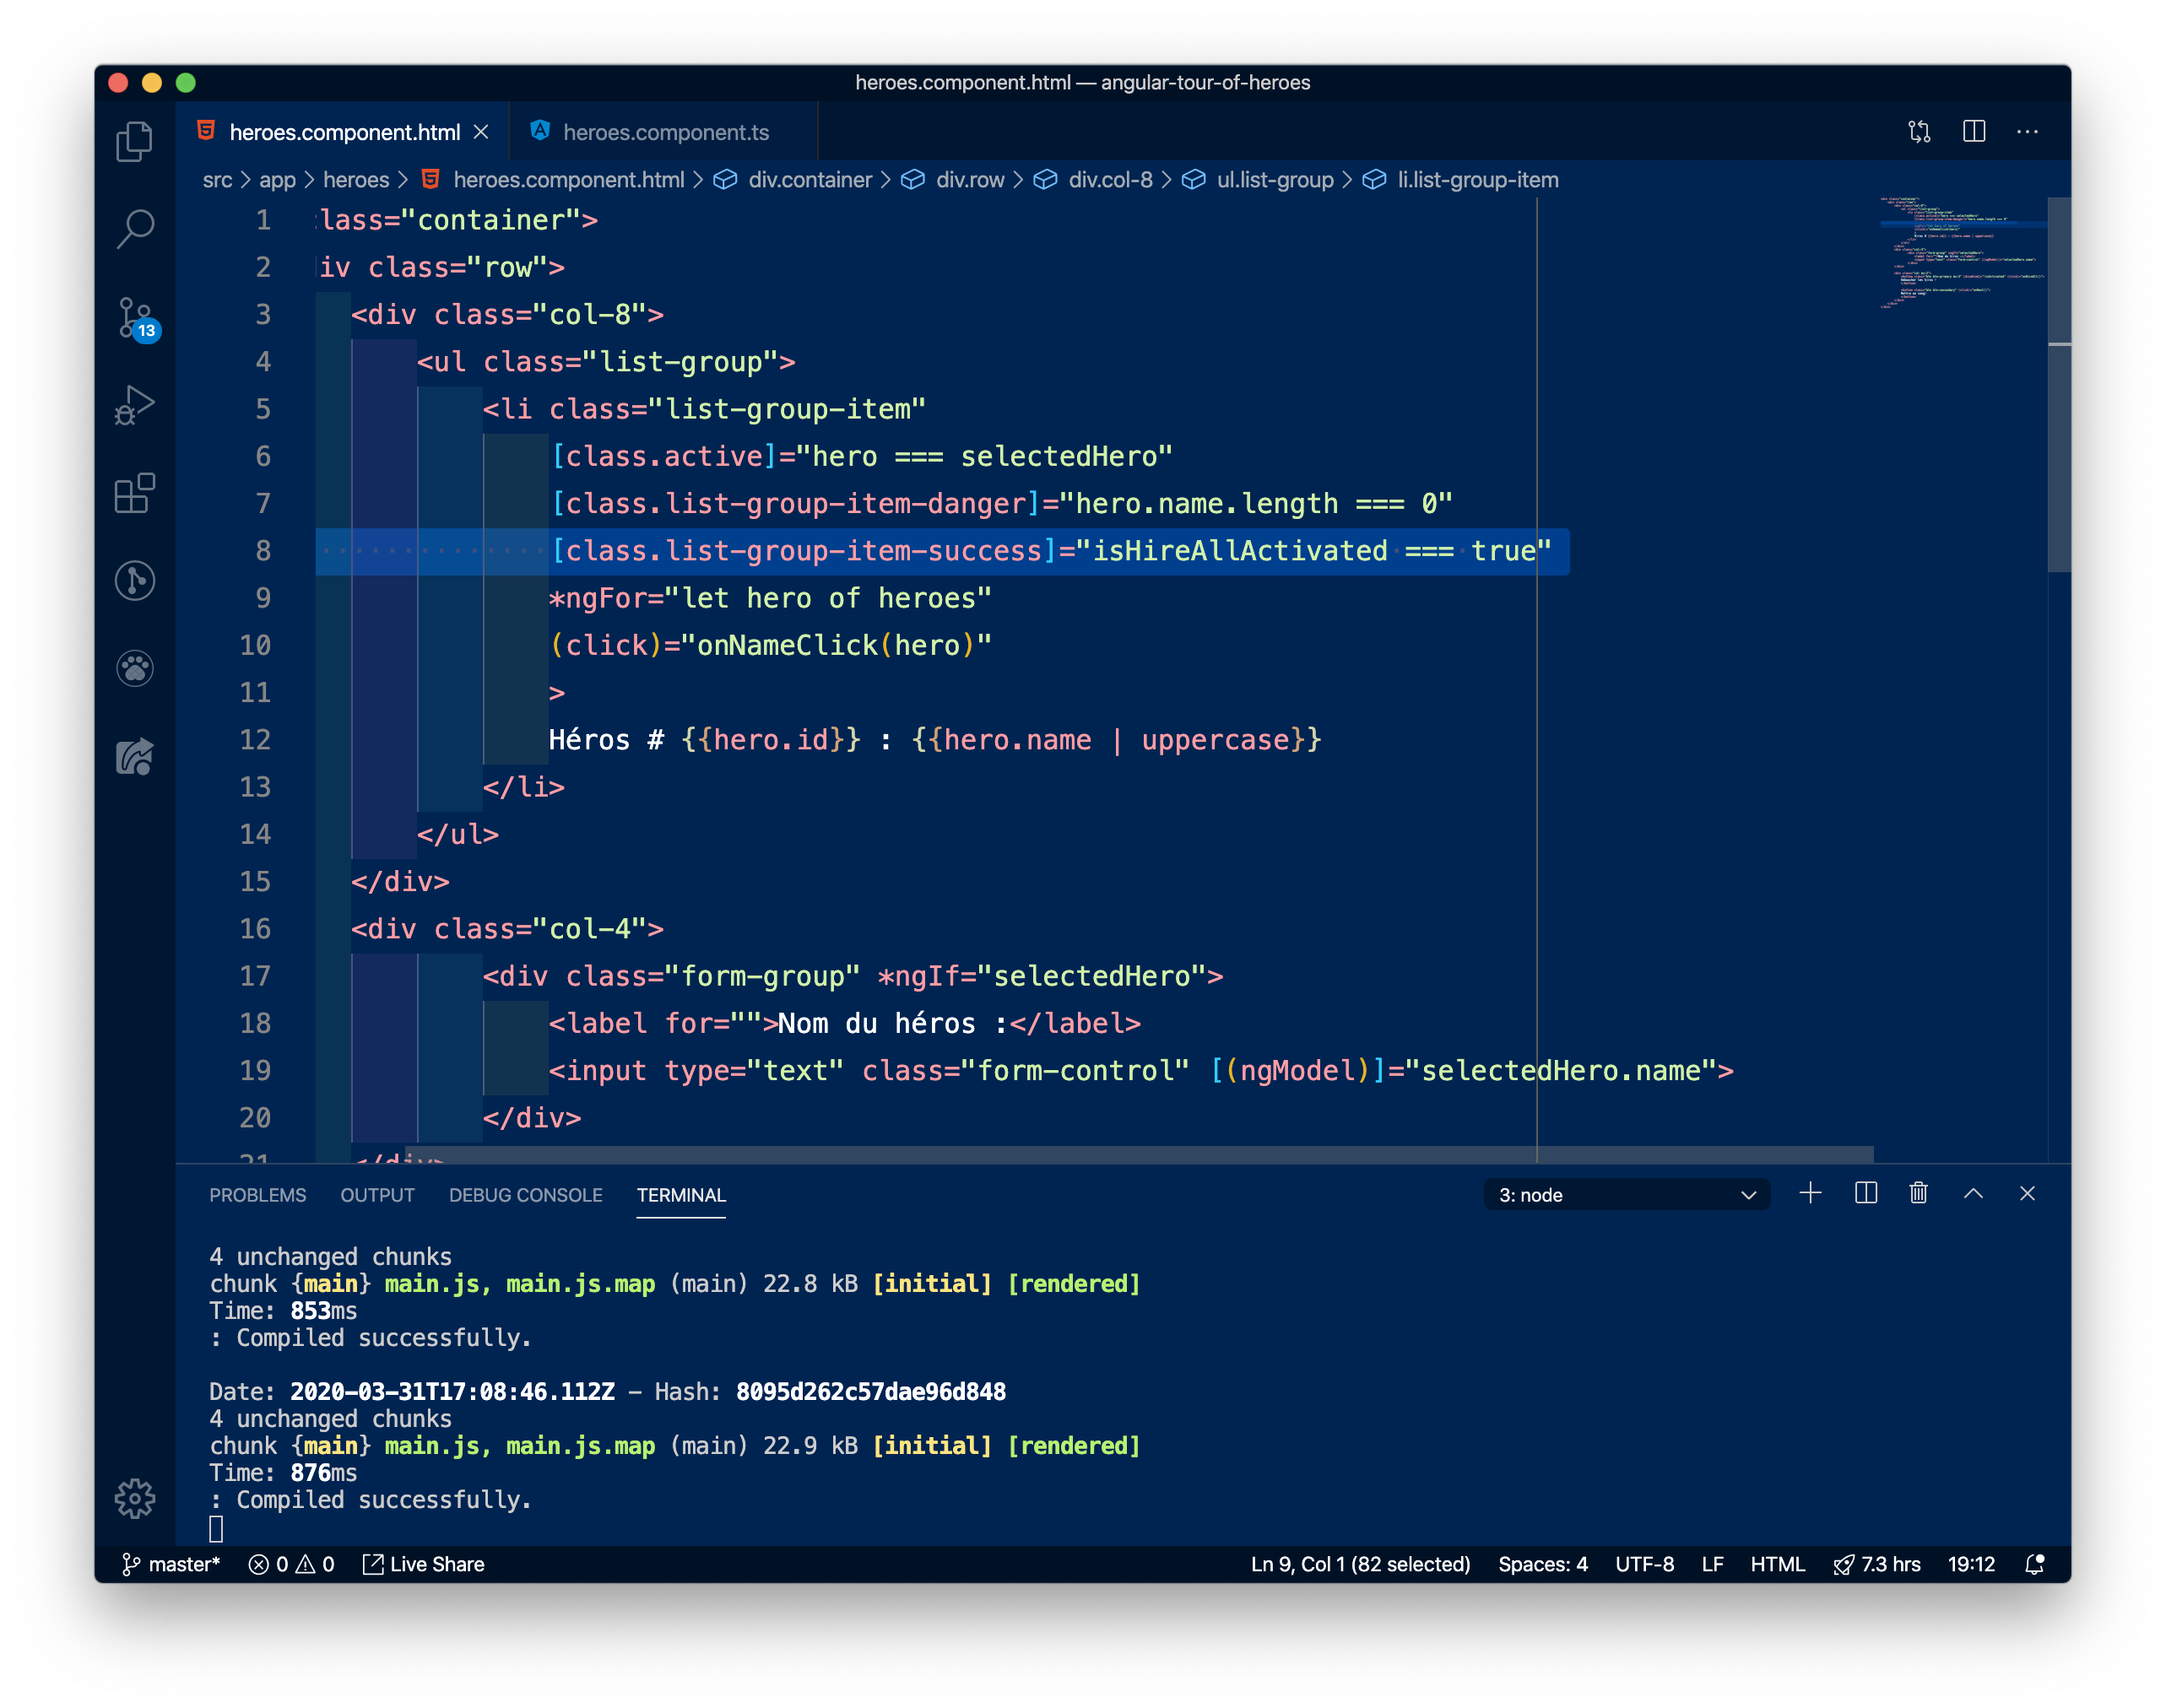 heroes.component.html — angular-tour-of-heroes
heroes.component.html
heroes.component.ts
src > app > heroes > heroes.component.html > div.container > div.row > div.col-8 > ul.list-group > li.list-group-item
1 lass="container">
2 iv class="row">
3 <div class="col-8">
4 <ul class="list-group">
5 <li class="list-group-item"
6 [class.active]="hero === selectedHero"
7 [class.list-group-item-danger]="hero.name.length === 0"
8 [class.list-group-item-success]="isHireAllActivated === true"
9 *ngFor="let hero of heroes"
10 (click)="onNameClick(hero)"
11 >
12 Héros # {{hero.id}} : {{hero.name | uppercase}}
13 </li>
14 </ul>
15 </div>
16 <div class="col-4">
17 <div class="form-group" *ngIf="selectedHero">
18 <label for="">Nom du héros :</label>
19 <input type="text" class="form-control" [(ngModel)]="selectedHero.name">
20 </div>
21 </div>
13
PROBLEMS OUTPUT DEBUG CONSOLE TERMINAL 3: node
4 unchanged chunks
chunk {main} main.js, main.js.map (main) 22.8 kB [initial] [rendered]
Time: 853ms
: Compiled successfully.
Date: 2020-03-31T17:08:46.112Z - Hash: 8095d262c57dae96d848
4 unchanged chunks
chunk {main} main.js, main.js.map (main) 22.9 kB [initial] [rendered]
Time: 876ms
: Compiled successfully.
master* 0 0 Live Share Ln 9, Col 1 (82 selected) Spaces: 4 UTF-8 LF HTML 7.3 hrs 19:12